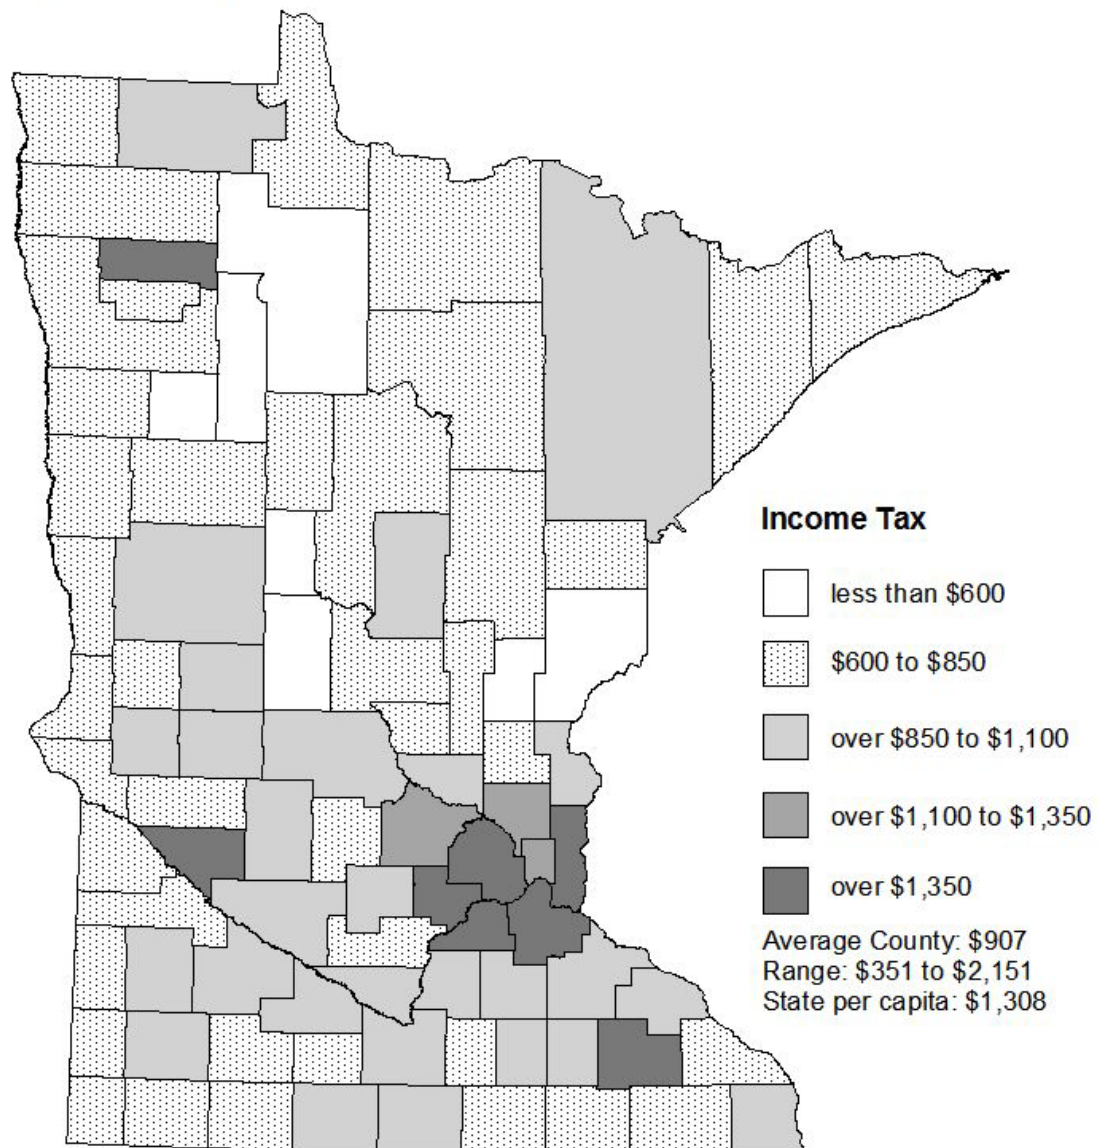 Income Tax
less than $600
$600 to $850
over $850 to $1,100
over $1,100 to $1,350
over $1,350
Average County: $907
Range: $351 to $2,151
State per capita: $1,308